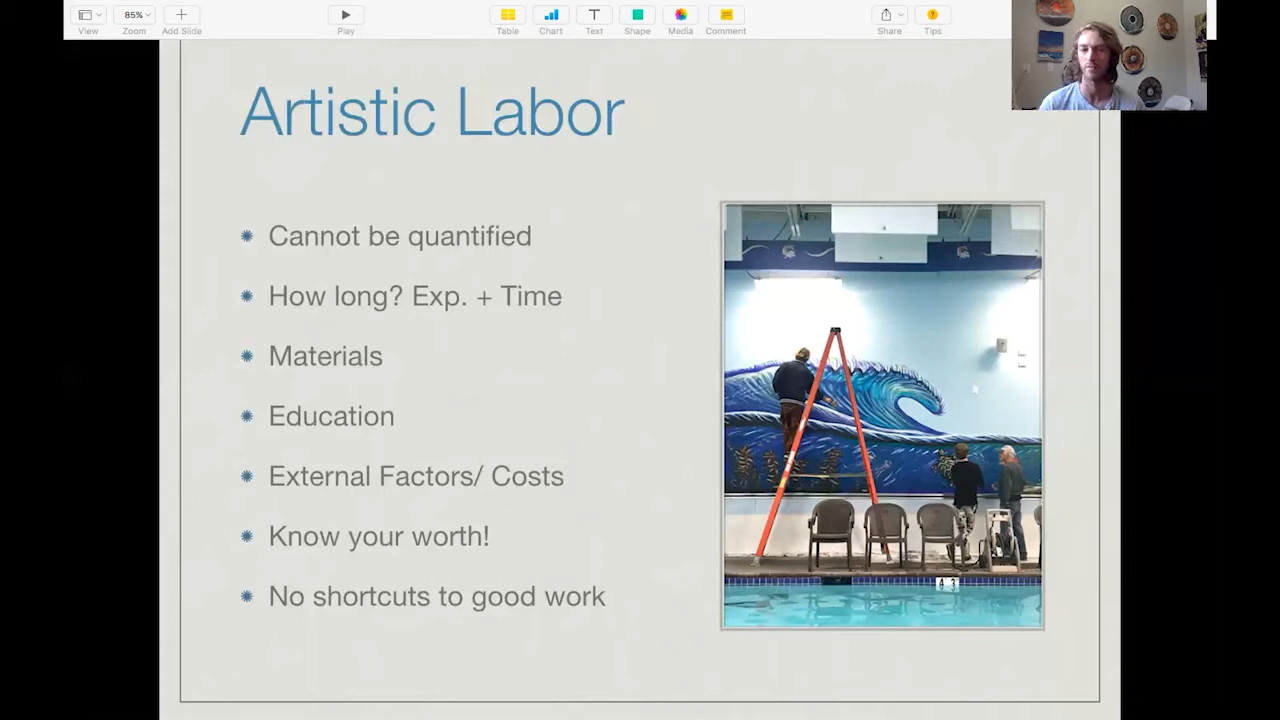 85%
View
Zoom
Add Slide
Play
Table
Chart
Text
Shape
Media
Comment
Share
Tips
Artistic Labor
Cannot be quantified
How long? Exp. + Time
Materials
Education
External Factors/ Costs
Know your worth!
No shortcuts to good work